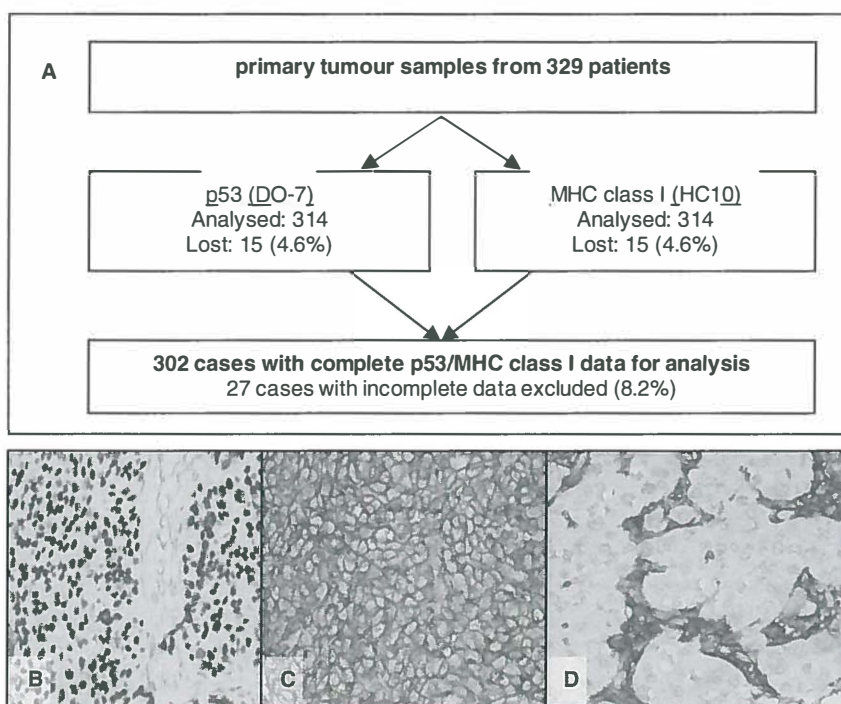 A
primary tumour samples from 329 patients
p53 (DO-7)
Analysed: 314
Lost: 15 (4.6%)
MHC class I (HC10)
Analysed: 314
Lost: 15 (4.6%)
302 cases with complete p53/MHC class I data for analysis
27 cases with incomplete data excluded (8.2%)
B
C
D